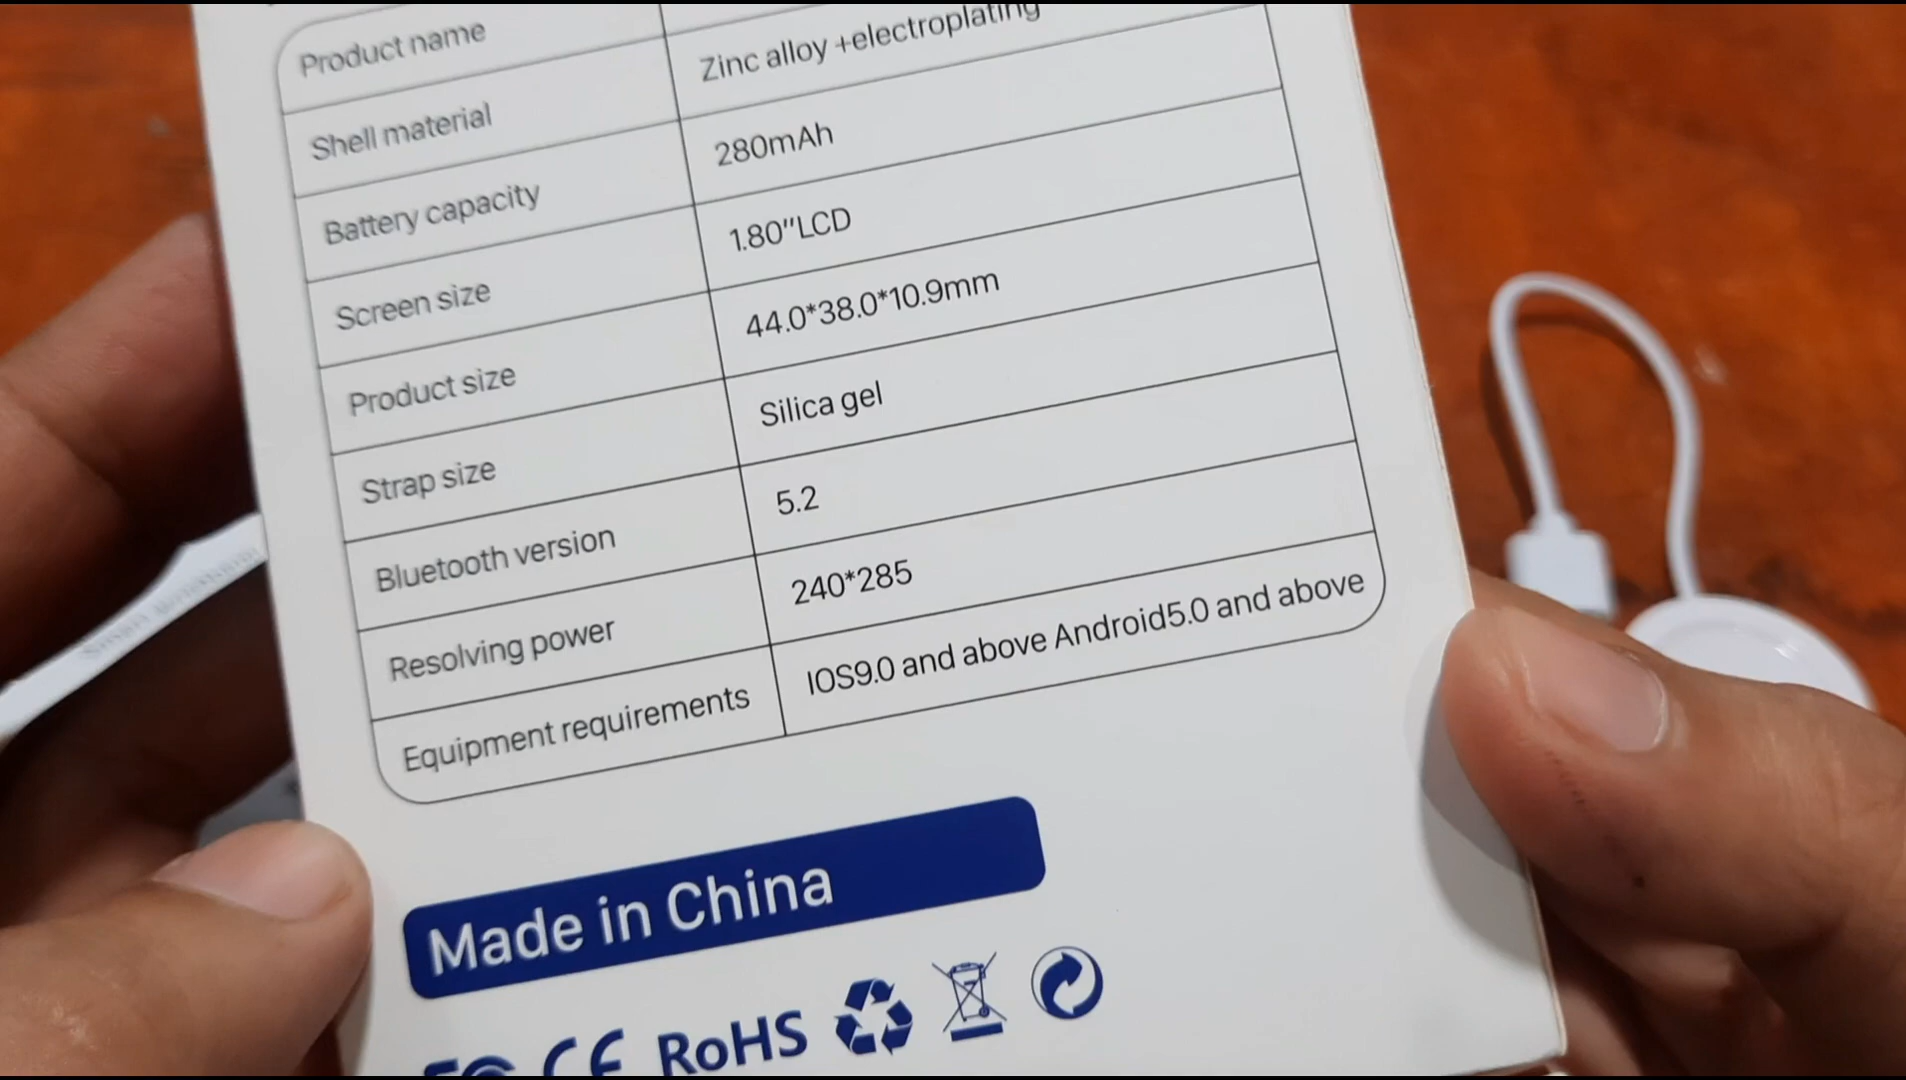 Product name
Shell material Zinc alloy +electroplating
Battery capacity 280mAh
Screen size 1.80"LCD
Product size 44.0*38.0*10.9mm
Strap size Silica gel
Bluetooth version 5.2
Resolving power 240*285
Equipment requirements IOS9.0 and above Android5.0 and above
Made in China
CE RoHS